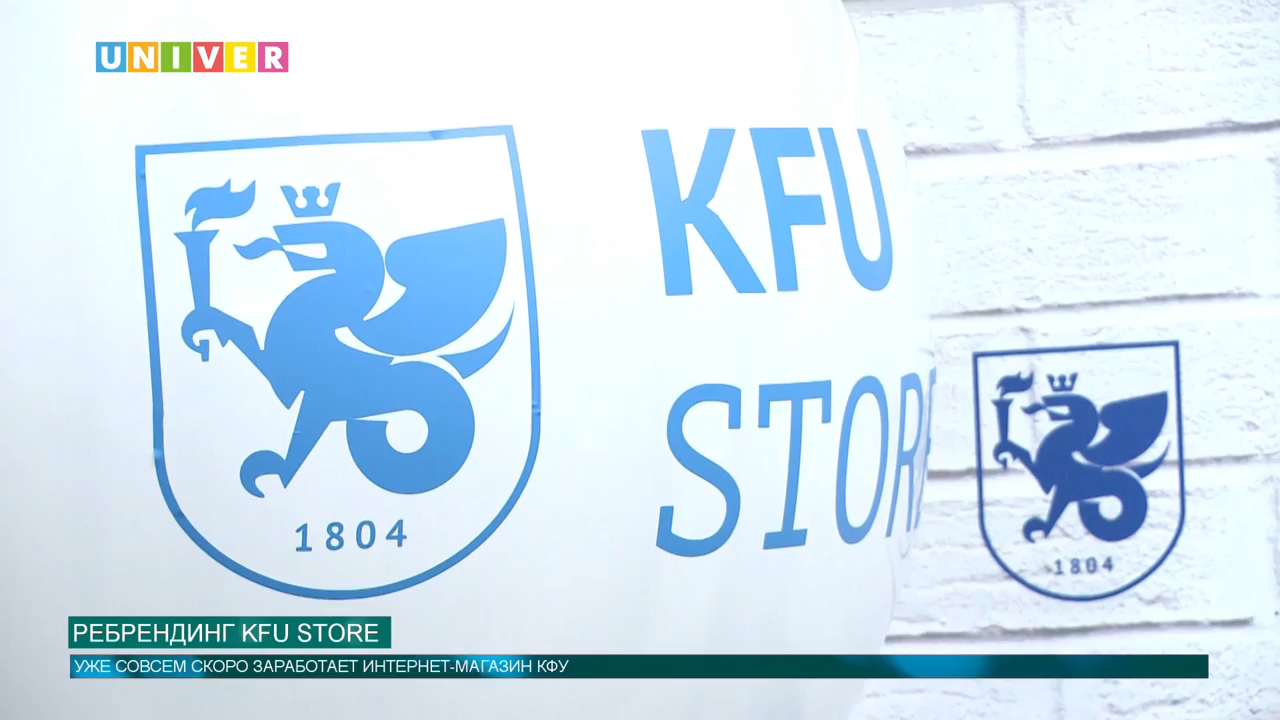 UNIVER
KFU
STORE
1804
1804
РЕБРЕНДИНГ KFU STORE
УЖЕ СОВСЕМ СКОРО ЗАРАБОТАЕТ ИНТЕРНЕТ-МАГАЗИН КФУ